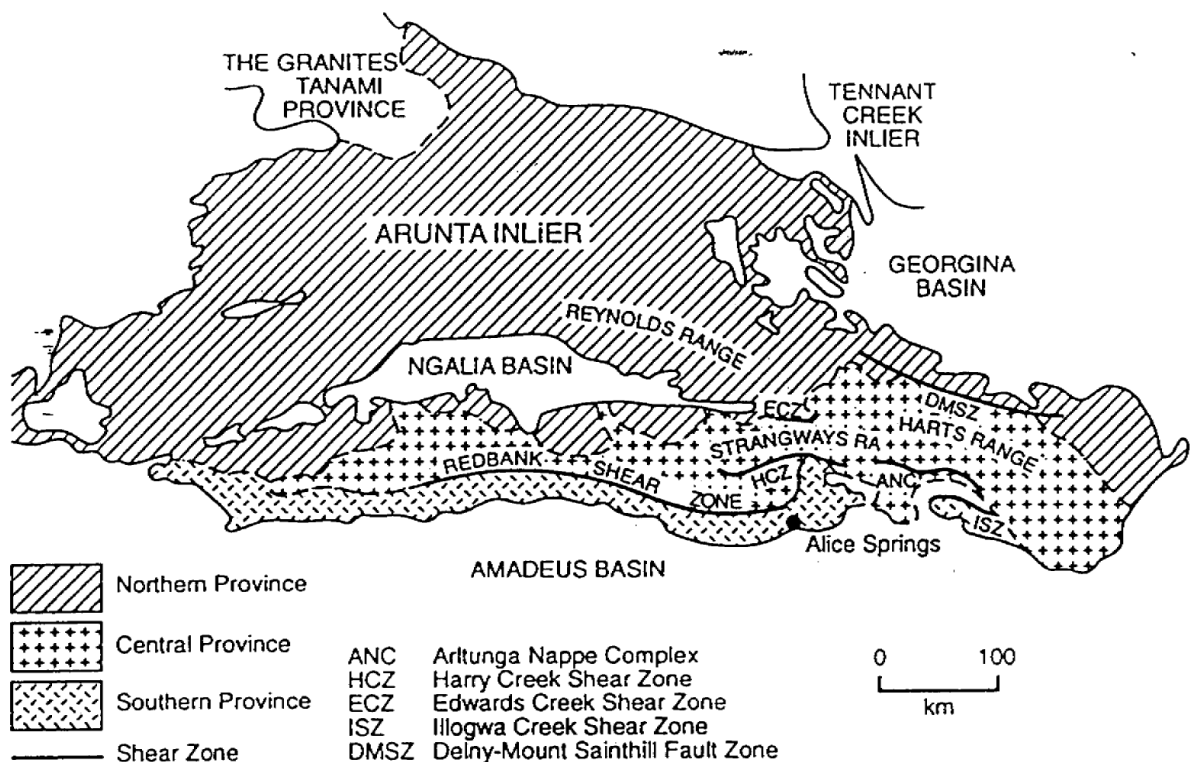 THE GRANITES
TANAMI
PROVINCE
TENNANT
CREEK
INLIER
ARUNTA INLiER
GEORGINA
BASIN
REYNOLDS RANGE
NGALIA BASIN
ECZ
DMSZ
STRANGWAYS RA
HARTS RANGE
REDBANK SHEAR ZONE
HCZ
ANC
ISZ
Alice Springs
AMADEUS BASIN
Northern Province
Central Province
Southern Province
Shear Zone
ANC Arltunga Nappe Complex
HCZ Harry Creek Shear Zone
ECZ Edwards Creek Shear Zone
ISZ Illogwa Creek Shear Zone
DMSZ Delny-Mount Sainthill Fault Zone
0 100
km